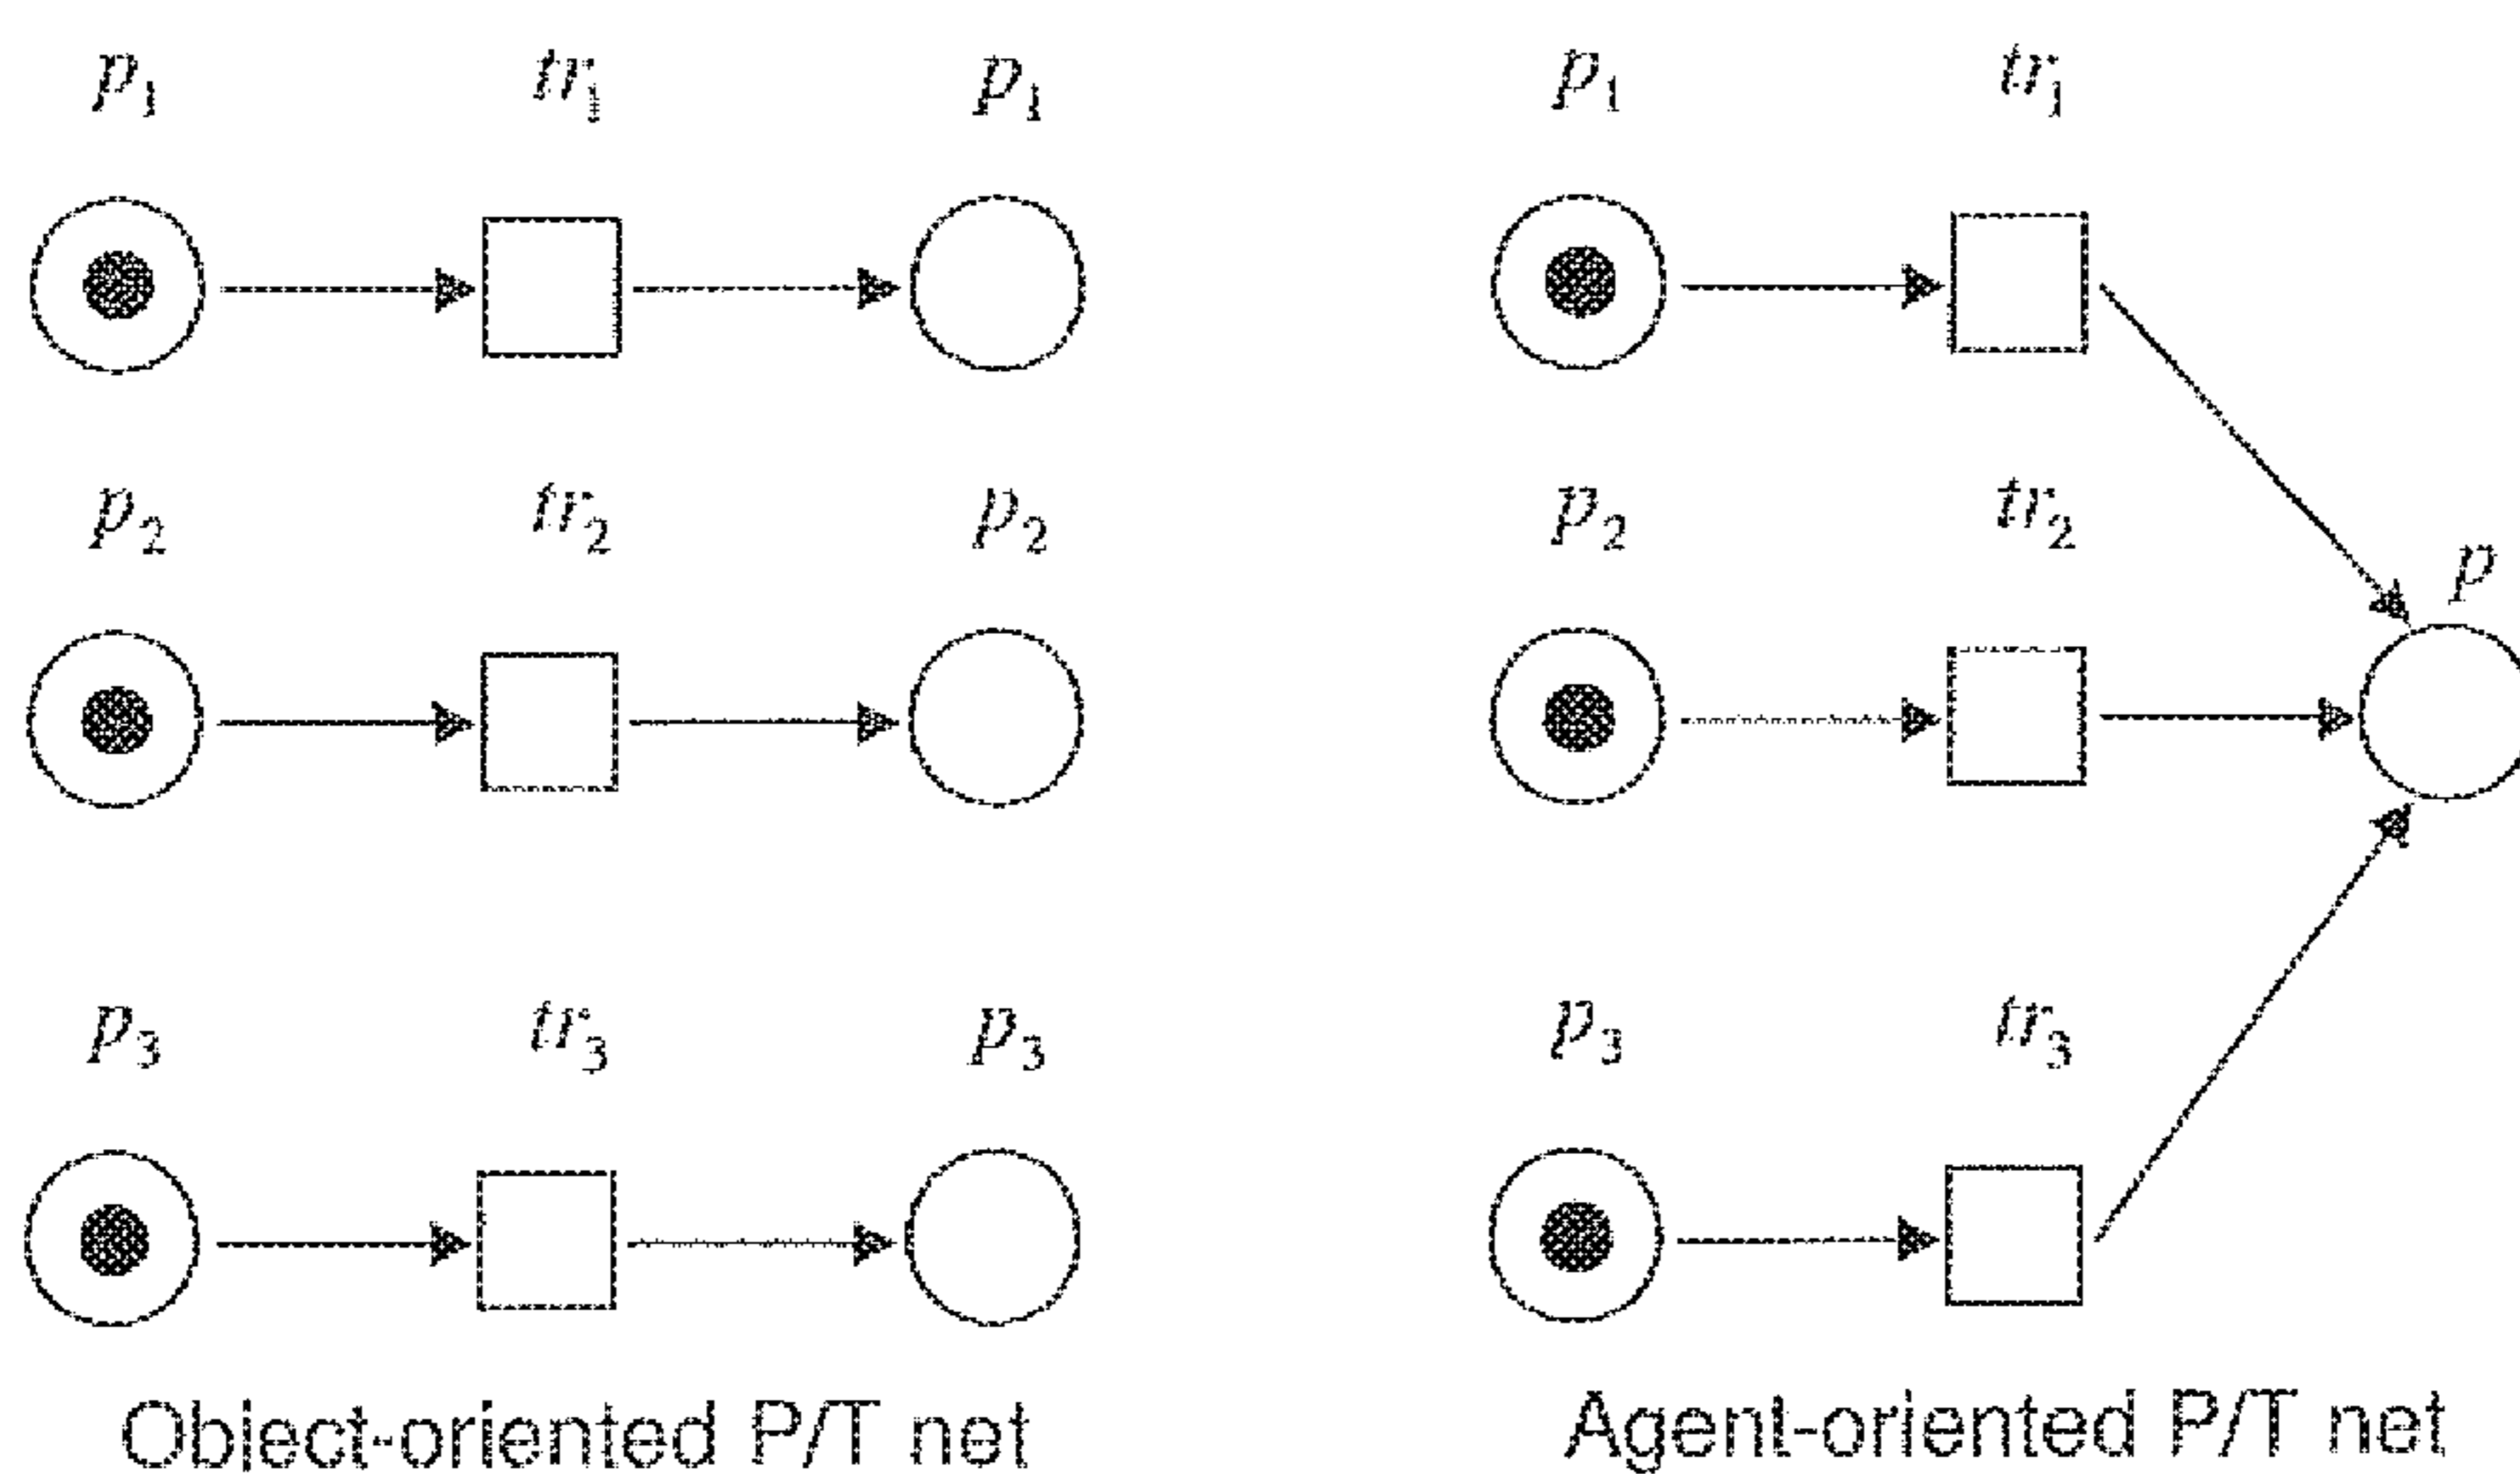 p₁ tr₁ p₁ p₁ tr₁
p₂ tr₂ p₂ p₂ tr₂
p
p₃ tr₃ p₃ p₃ tr₃
Object-oriented P/T net Agent-oriented P/T net